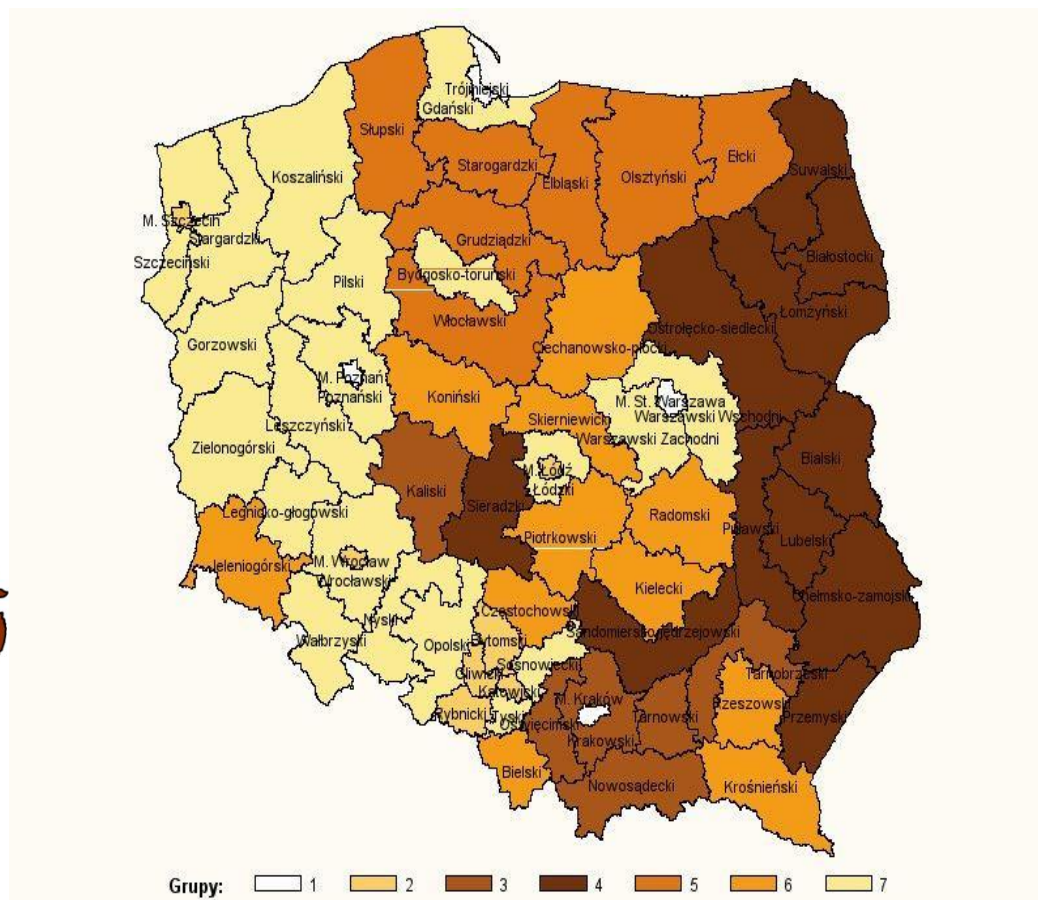 Trójmiejski
Gdański
Słupski
Starogardzki
Elbląski
Olsztyński
Ełcki
Suwalski
Koszaliński
M. Szczecin
Stargardzki
Szczeciński
Grudziądzki
Białostocki
Bydgosko-toruński
Pilski
Łomżyński
Włocławski
Ostrołęcko-siedlecki
Gorzowski
Ciechanowsko-płocki
M. Poznań
Poznański
Koniński
M. St. Warszawa
Skierniewicki
Warszawski Wschodni
Leszczyński
Warszawski Zachodni
Zielonogórski
Bialski
M. Łódź
Łódzki
Kaliski
Sieradzki
Legnicko-głogowski
Radomski
Puławski
Piotrkowski
Lubelski
M. Wrocław
Jeleniogórski
Wrocławski
Kielecki
Chełmsko-zamojski
Częstochowski
Nyski
Sandomiersko-jędrzejowski
Wałbrzyski
Opolski
Bytomski
Sosnowiecki
Gliwicki
Tarnobrzeski
Katowicki
M. Kraków
Rzeszowski
Rybnicki
Tyski
Oświęcimski
Tarnowski
Przemyski
Krakowski
Bielski
Nowosądecki
Krośnieński
Grupy: 1 2 3 4 5 6 7